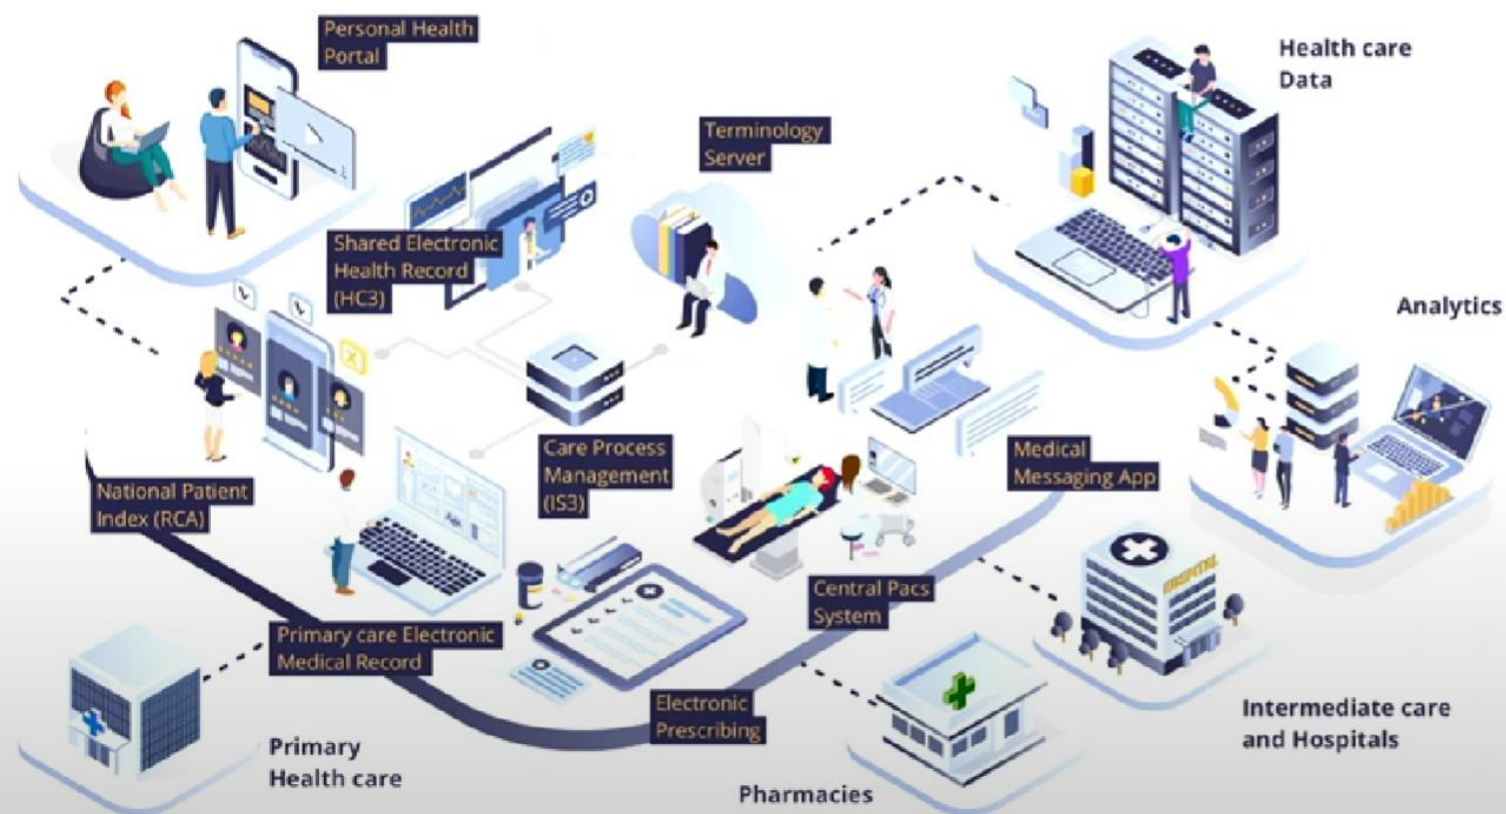 Personal Health
Portal
Health care
Data
Terminology
Server
Shared Electronic
Health Record
(HC3)
Analytics
National Patient
Index (RCA)
Care Process
Management
(IS3)
Medical
Messaging App
Central Pacs
System
HOSPITAL
Primary care Electronic
Medical Record
Electronic
Prescribing
Primary
Health care
Intermediate care
and Hospitals
Pharmacies